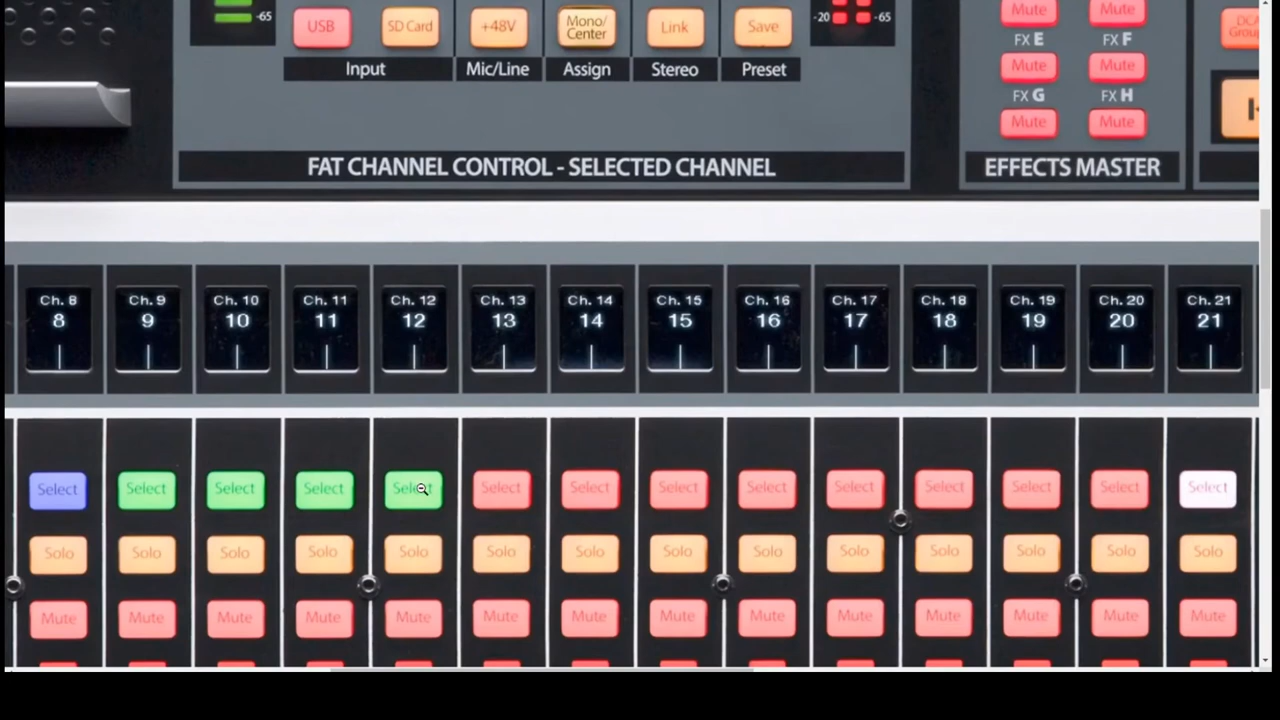 -65 USB SD Card +48V Mono/ Link Save -20 -65
Center
Input Mic/Line Assign Stereo Preset
FAT CHANNEL CONTROL - SELECTED CHANNEL
Mute Mute
FX E FX F
Mute Mute
FX G FX H
Mute Mute
EFFECTS MASTER
DCA
Group
Ch. 8 Ch. 9 Ch. 10 Ch. 11 Ch. 12 Ch. 13 Ch. 14 Ch. 15 Ch. 16 Ch. 17 Ch. 18 Ch. 19 Ch. 20 Ch. 21
8 9 10 11 12 13 14 15 16 17 18 19 20 21
Select Select Select Select Select Select Select Select Select Select Select Select Select Select
Solo Solo Solo Solo Solo Solo Solo Solo Solo Solo Solo Solo Solo Solo
Mute Mute Mute Mute Mute Mute Mute Mute Mute Mute Mute Mute Mute Mute